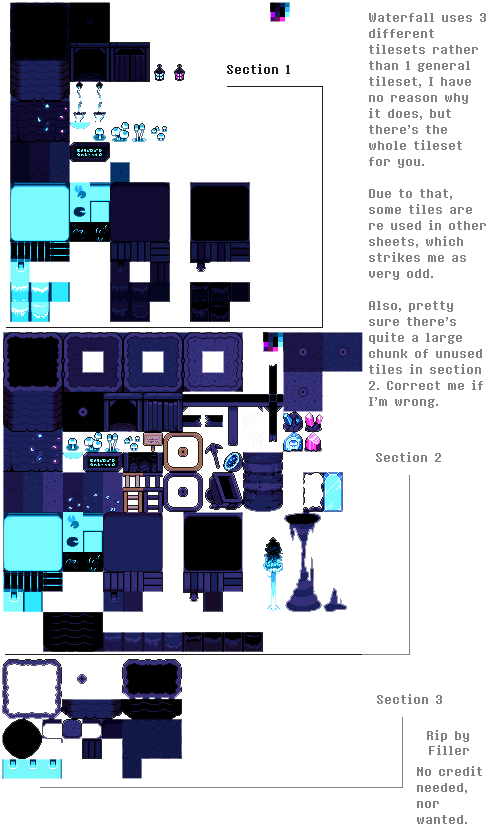 Waterfall uses 3
different
tilesets rather
than 1 general
tileset, I have
no reason why
it does, but
there's the
whole tileset
for you.
Due to that,
some tiles are
re used in other
sheets, which
strikes me as
very odd.
Also, pretty
sure there's
quite a large
chunk of unused
tiles in section
2. Correct me if
I'm wrong.
Section 1
Section 2
Section 3
Rip by
Filler
No credit
needed,
nor
wanted.